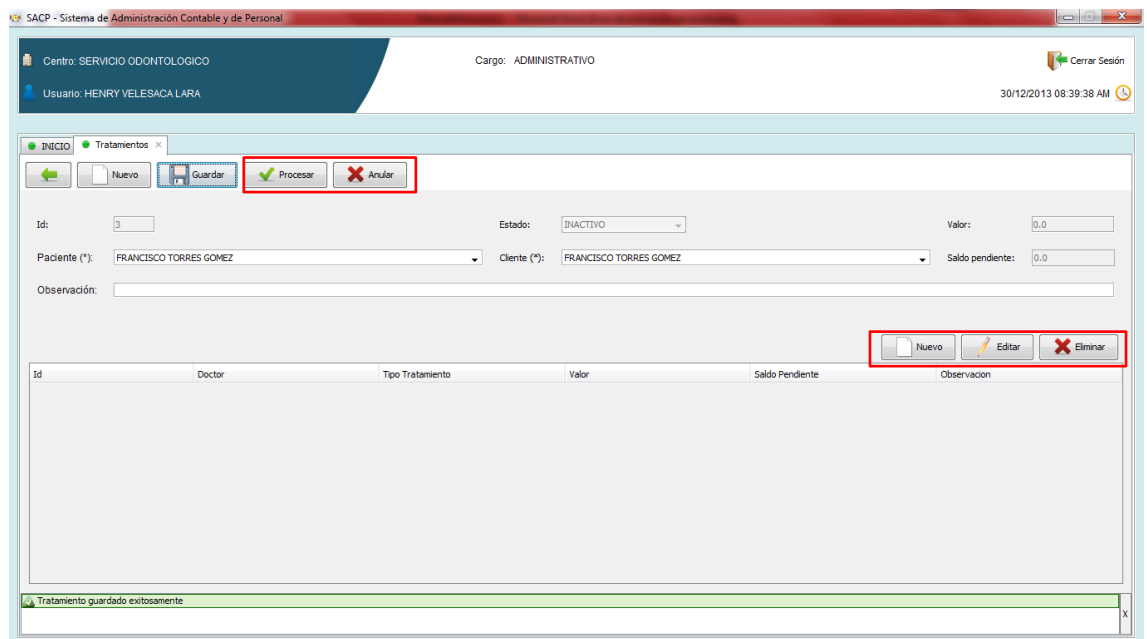 SACP - Sistema de Administración Contable y de Personal
Centro: SERVICIO ODONTOLOGICO Cargo: ADMINISTRATIVO Cerrar Sesión
Usuario: HENRY VELESACA LARA 30/12/2013 08:39:38 AM
INICIO Tratamientos
Nuevo Guardar Procesar Anular
Id: 3 Estado: INACTIVO Valor: 0.0
Paciente (*): FRANCISCO TORRES GOMEZ Cliente (*): FRANCISCO TORRES GOMEZ Saldo pendiente: 0.0
Observación:
Nuevo Editar Eliminar
Id Doctor Tipo Tratamiento Valor Saldo Pendiente Observacion
Tratamiento guardado exitosamente
X